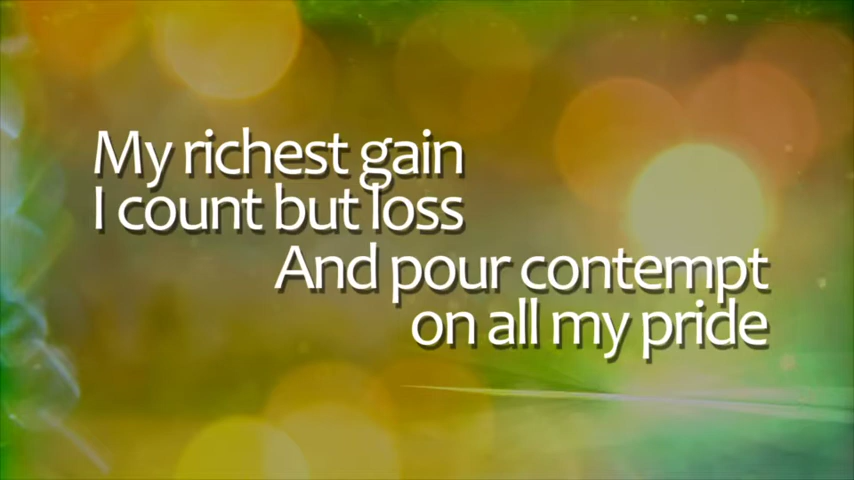 My richest gain
I count but loss
And pour contempt
on all my pride